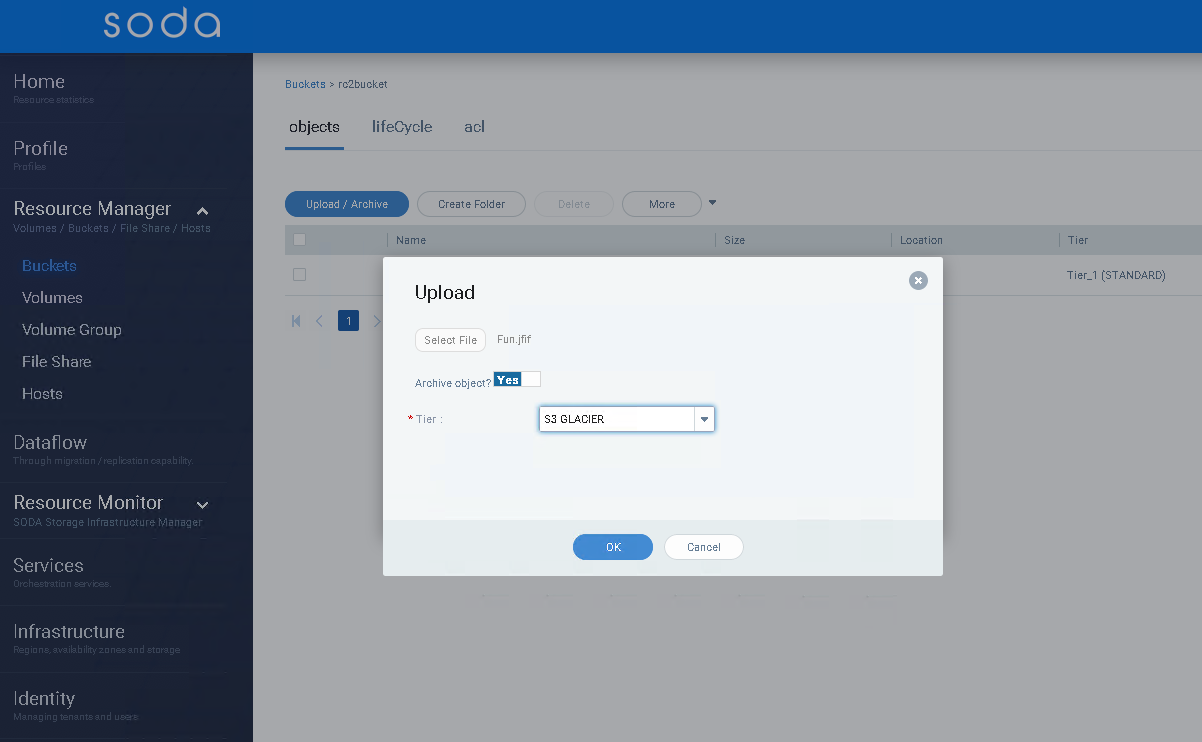 soda
Home
Resource statistics
Profile
Profiles
Resource Manager
Volumes / Buckets / File Share / Hosts
Buckets
Volumes
Volume Group
File Share
Hosts
Dataflow
Through migration / replication capability.
Resource Monitor
SODA Storage Infrastructure Manager
Services
Orchestration services.
Infrastructure
Regions, availability zones and storage
Identity
Managing tenants and users
Buckets > rc2bucket
objects lifeCycle acl
Upload / Archive Create Folder Delete More
Name Size Location Tier
Tier_1 (STANDARD)
1
Upload
Select File Fun.jfif
Archive object? Yes
* Tier : S3 GLACIER
OK Cancel